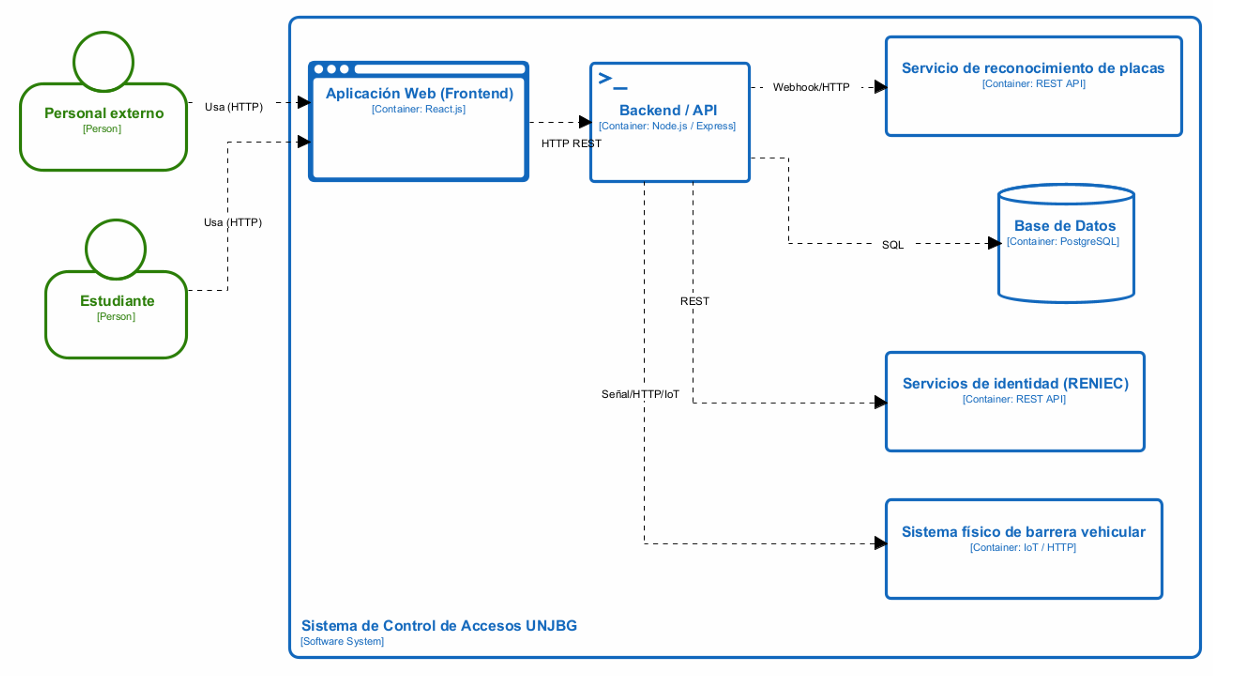 Personal externo
[Person]
Usa (HTTP)
Estudiante
[Person]
Usa (HTTP)
Aplicación Web (Frontend)
[Container: React.js]
HTTP REST
>_
Backend / API
[Container: Node.js / Express]
Webhook/HTTP
Servicio de reconocimiento de placas
[Container: REST API]
SQL
Base de Datos
[Container: PostgreSQL]
REST
Servicios de identidad (RENIEC)
[Container: REST API]
Señal/HTTP/IoT
Sistema físico de barrera vehicular
[Container: IoT / HTTP]
Sistema de Control de Accesos UNJBG
[Software System]